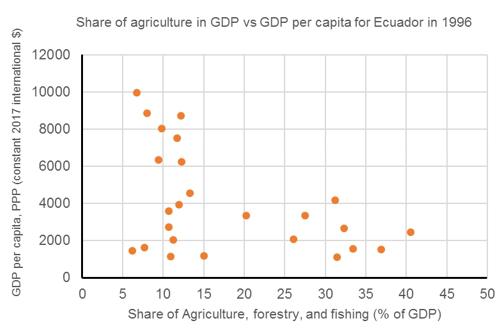 Share of agriculture in GDP vs GDP per capita for Ecuador in 1996
GDP per capita, PPP (constant 2017 international $)
12000
10000
8000
6000
4000
2000
0
0 5 10 15 20 25 30 35 40 45 50
Share of Agriculture, forestry, and fishing (% of GDP)